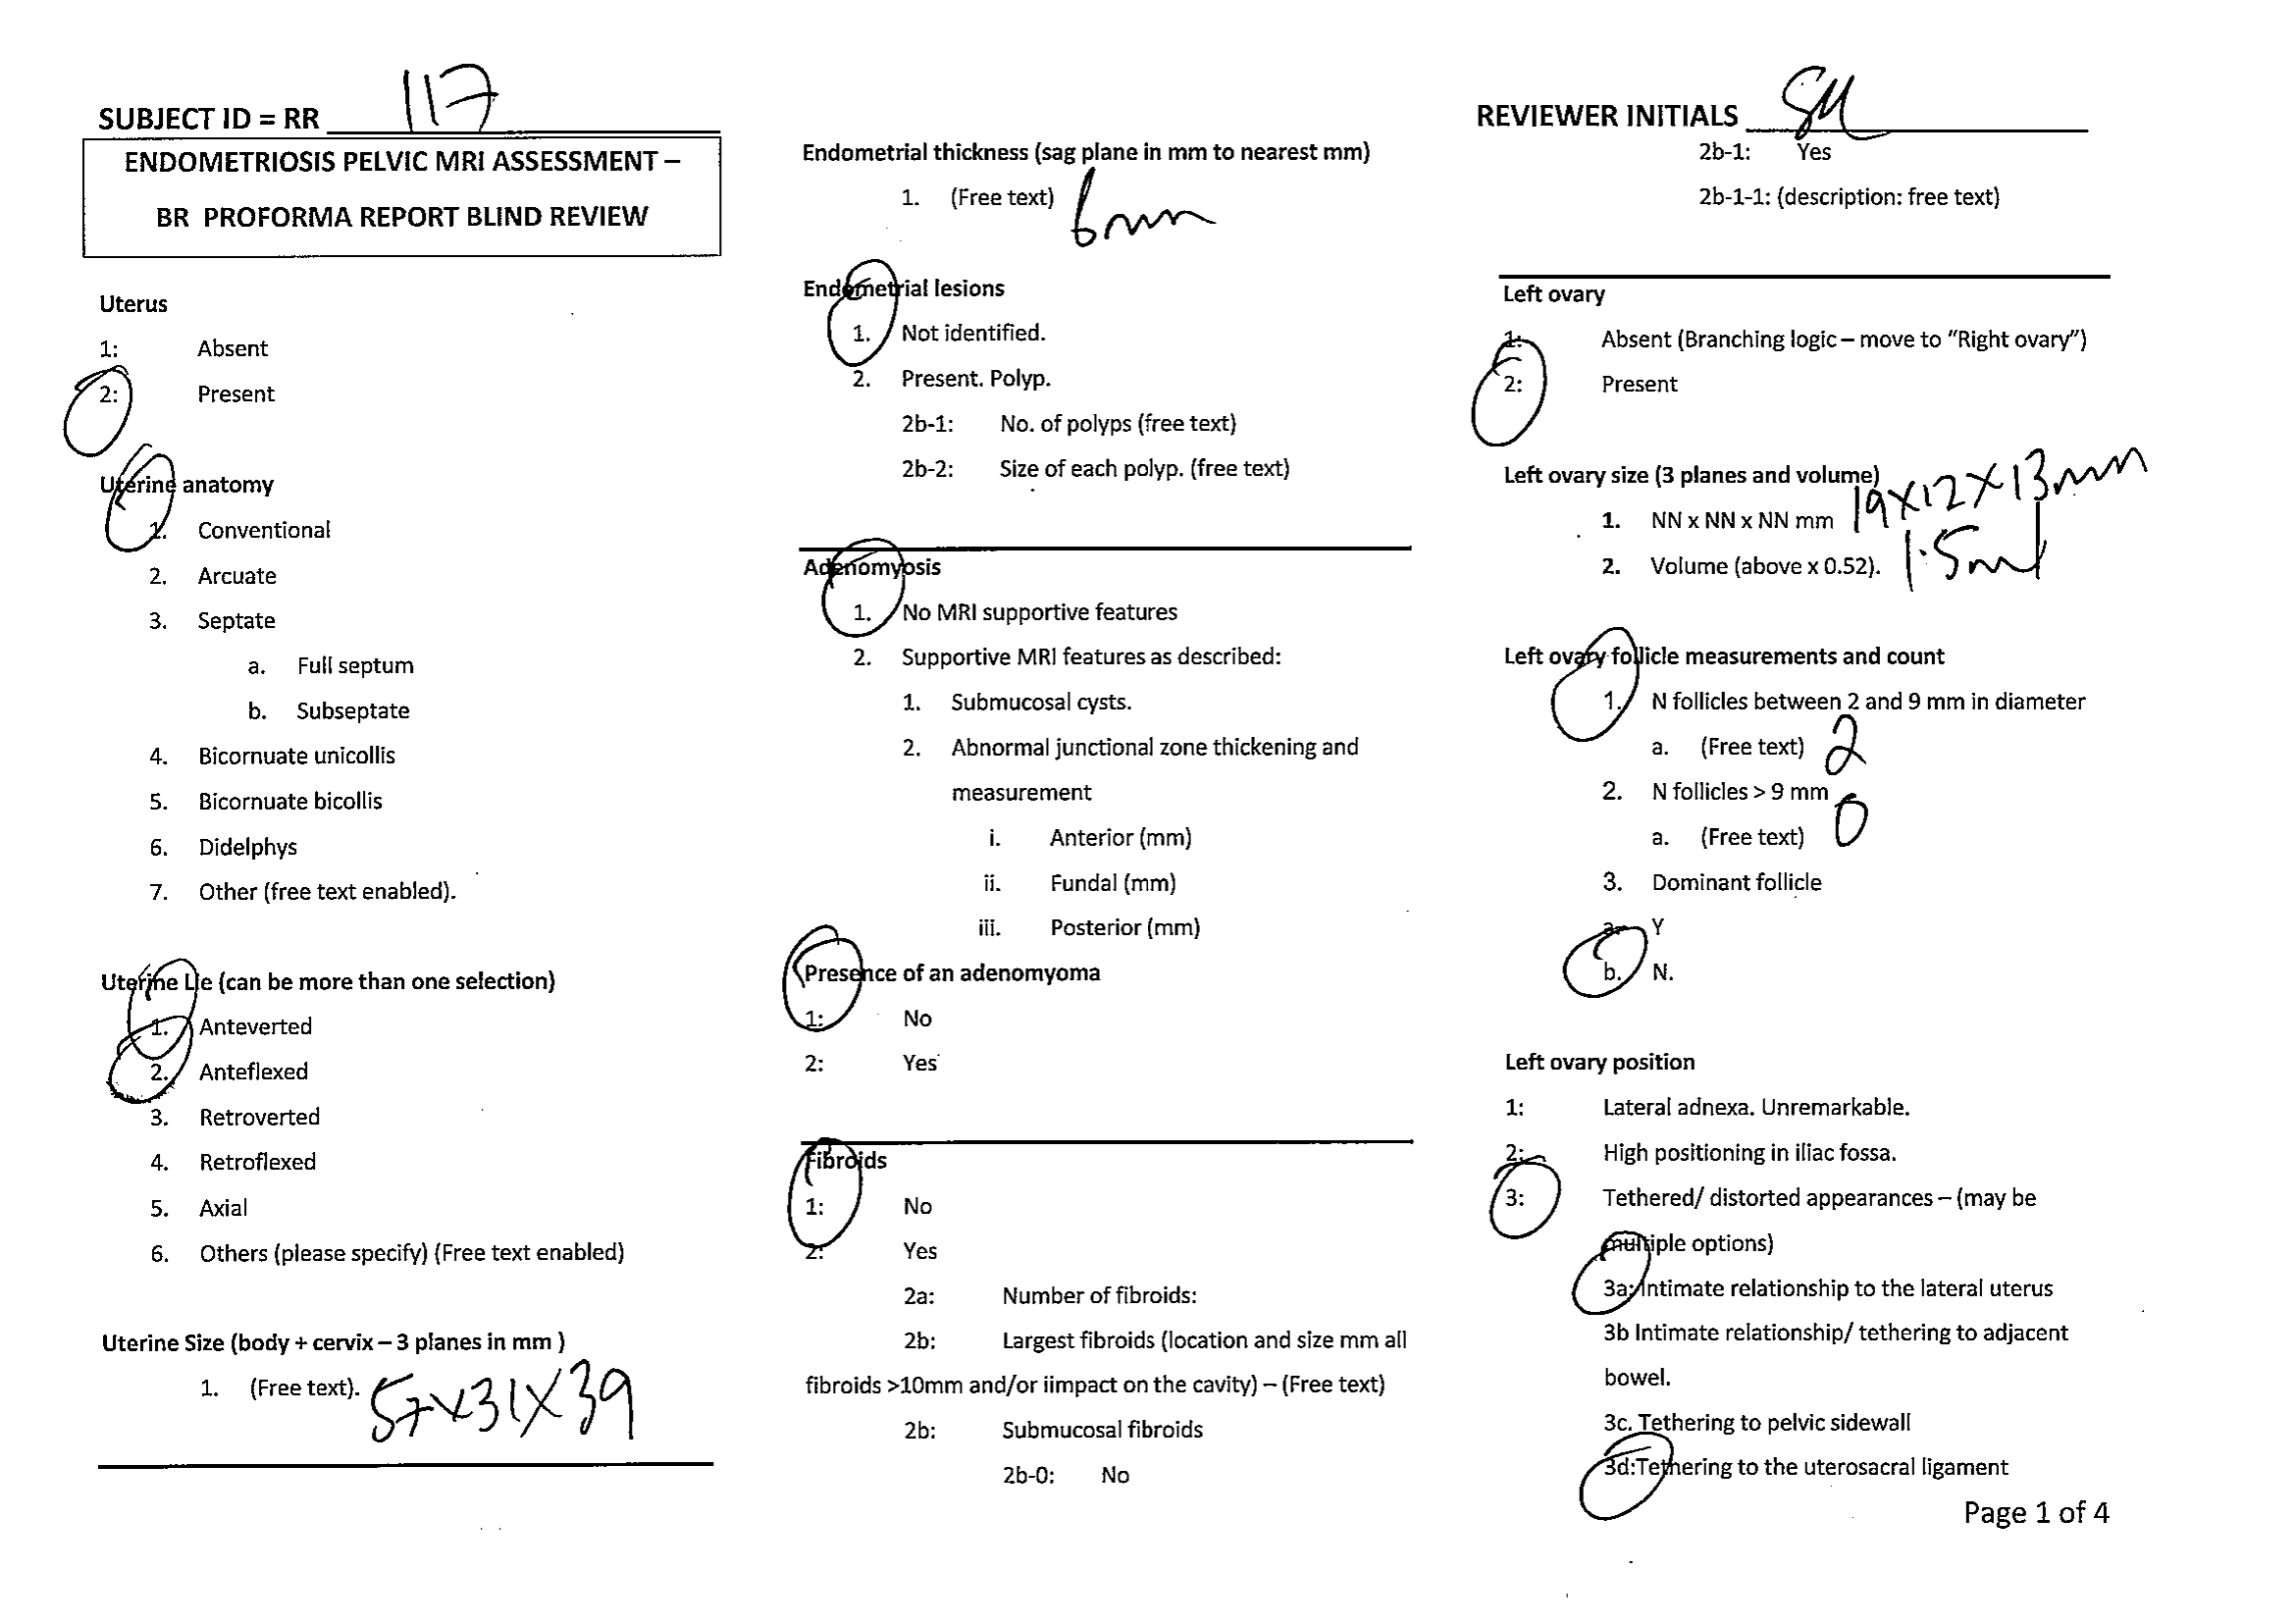 SUBJECT ID = RR 117
ENDOMETRIOSIS PELVIC MRI ASSESSMENT –
BR PROFORMA REPORT BLIND REVIEW
Uterus
1: Absent
2: Present
Uterine anatomy
1. Conventional
2. Arcuate
3. Septate
a. Full septum
b. Subseptate
4. Bicornuate unicollis
5. Bicornuate bicollis
6. Didelphys
7. Other (free text enabled).
Uterine Lie (can be more than one selection)
1. Anteverted
2. Anteflexed
3. Retroverted
4. Retroflexed
5. Axial
6. Others (please specify) (Free text enabled)
Uterine Size (body + cervix – 3 planes in mm )
1. (Free text). 57x31x39
Endometrial thickness (sag plane in mm to nearest mm)
1. (Free text) 6mm
Endometrial lesions
1. Not identified.
2. Present. Polyp.
2b-1: No. of polyps (free text)
2b-2: Size of each polyp. (free text)
Adenomyosis
1. No MRI supportive features
2. Supportive MRI features as described:
1. Submucosal cysts.
2. Abnormal junctional zone thickening and
measurement
i. Anterior (mm)
ii. Fundal (mm)
iii. Posterior (mm)
Presence of an adenomyoma
1: No
2: Yes
Fibroids
1: No
2: Yes
2a: Number of fibroids:
2b: Largest fibroids (location and size mm all
fibroids >10mm and/or iimpact on the cavity) – (Free text)
2b: Submucosal fibroids
2b-0: No
REVIEWER INITIALS SM
2b-1: Yes
2b-1-1: (description: free text)
Left ovary
1: Absent (Branching logic – move to “Right ovary”)
2: Present
Left ovary size (3 planes and volume)
1. NN x NN x NN mm 19x12x13mm
2. Volume (above x 0.52). 1.5ml
Left ovary follicle measurements and count
1. N follicles between 2 and 9 mm in diameter
a. (Free text) 2
2. N follicles > 9 mm
a. (Free text) 0
3. Dominant follicle
a. Y
b. N.
Left ovary position
1: Lateral adnexa. Unremarkable.
2: High positioning in iliac fossa.
3: Tethered/ distorted appearances – (may be
multiple options)
3a: Intimate relationship to the lateral uterus
3b Intimate relationship/ tethering to adjacent
bowel.
3c. Tethering to pelvic sidewall
3d:Tethering to the uterosacral ligament
Page 1 of 4